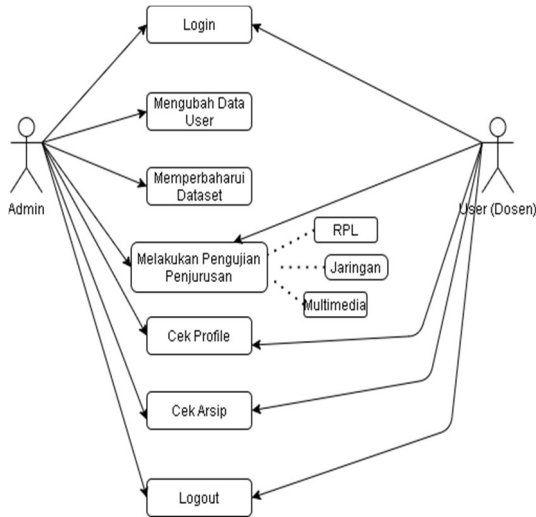 Login
Mengubah Data
User
Memperbaharui
Dataset
Admin
User (Dosen)
Melakukan Pengujian
Penjurusan
RPL
Jaringan
Multimedia
Cek Profile
Cek Arsip
Logout